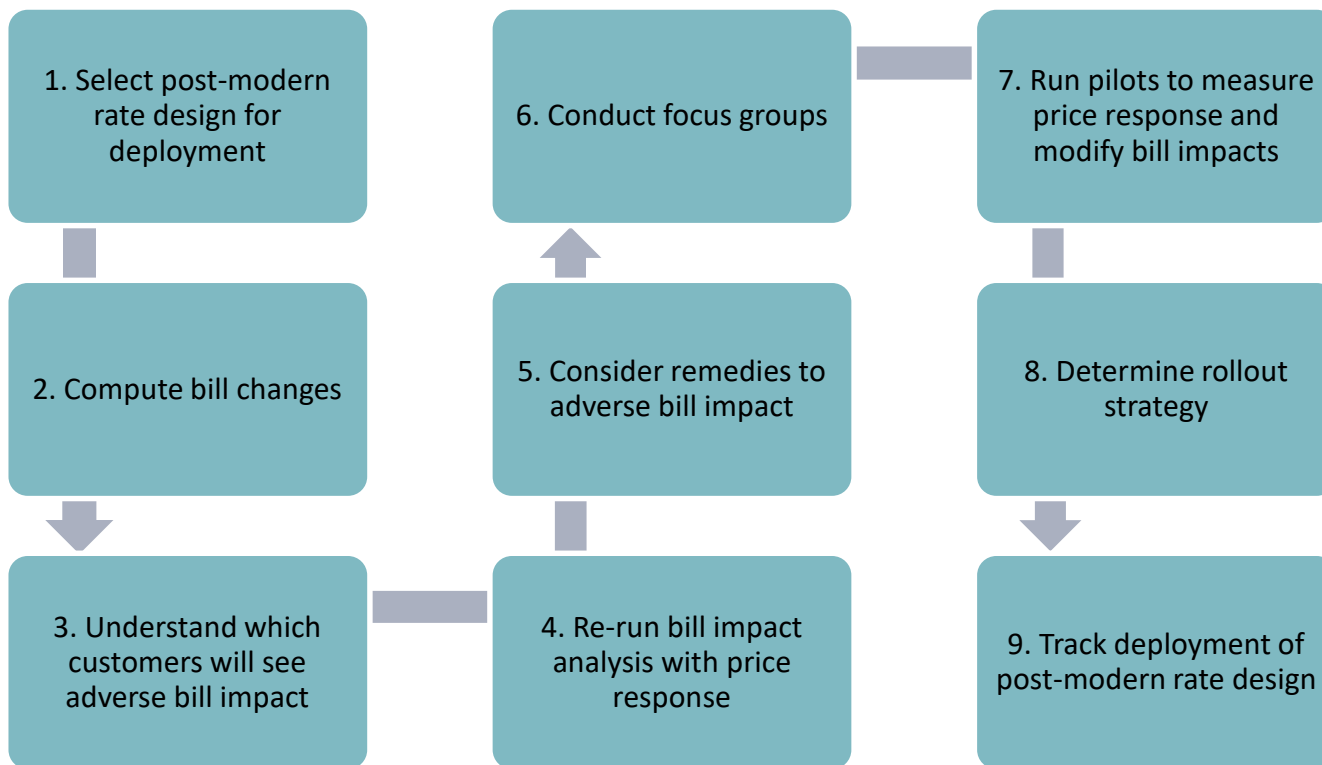 1. Select post-modern
rate design for
deployment
2. Compute bill changes
3. Understand which
customers will see
adverse bill impact
4. Re-run bill impact
analysis with price
response
5. Consider remedies to
adverse bill impact
6. Conduct focus groups
7. Run pilots to measure
price response and
modify bill impacts
8. Determine rollout
strategy
9. Track deployment of
post-modern rate design